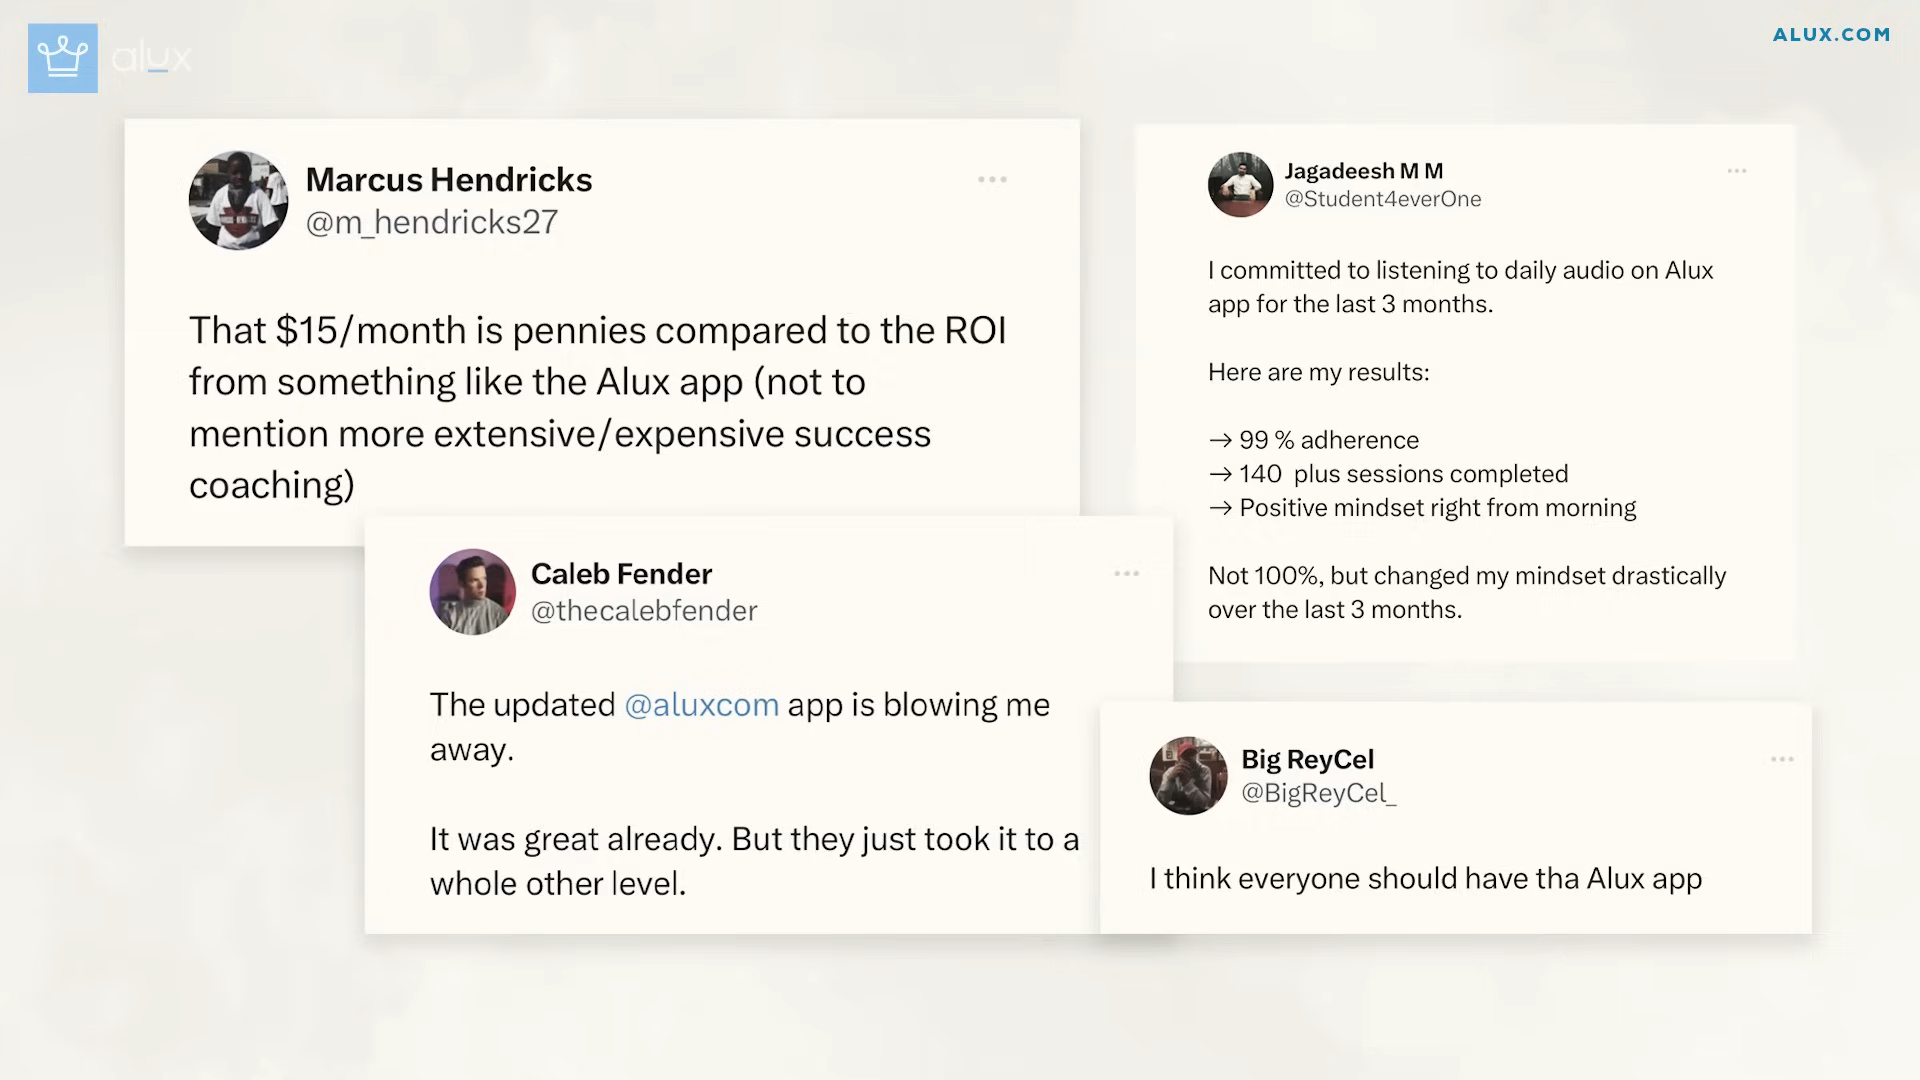 alux
ALUX.COM
Marcus Hendricks
@m_hendricks27
That $15/month is pennies compared to the ROI
from something like the Alux app (not to
mention more extensive/expensive success
coaching)
Jagadeesh M M
@Student4everOne
I committed to listening to daily audio on Alux
app for the last 3 months.
Here are my results:
→ 99 % adherence
→ 140  plus sessions completed
→ Positive mindset right from morning
Not 100%, but changed my mindset drastically
over the last 3 months.
Caleb Fender
@thecalebfender
The updated @aluxcom app is blowing me
away.
It was great already. But they just took it to a
whole other level.
Big ReyCel
@BigReyCel_
I think everyone should have tha Alux app